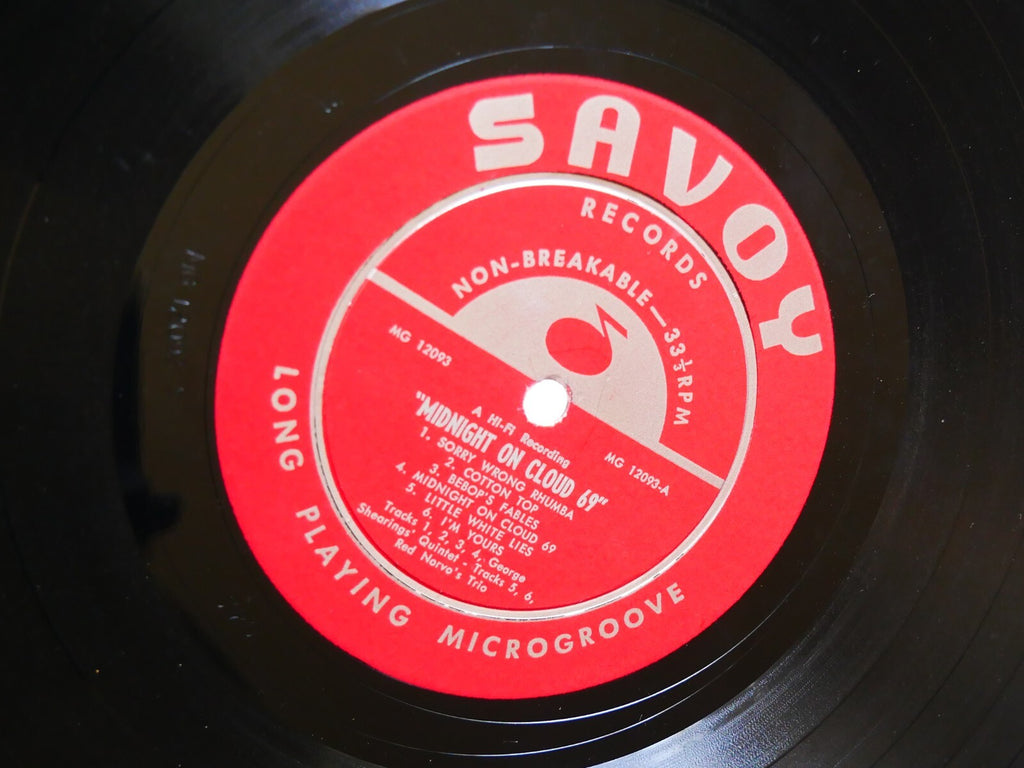 SAVOY
RECORDS
NON-BREAKABLE—33⅓RPM
MG 12093
MG 12093-A
A HI-FI Recording
"MIDNIGHT ON CLOUD 69"
1. SORRY WRONG RHUMBA
2. COTTON TOP
3. BEBOP'S FABLES
4. MIDNIGHT ON CLOUD 69
5. LITTLE WHITE LIES
6. I'M YOURS
Tracks 1, 2, 3, 4, George
Shearings' Quintet - Tracks 5, 6,
Red Norvo's Trio
LONG PLAYING MICROGROOVE